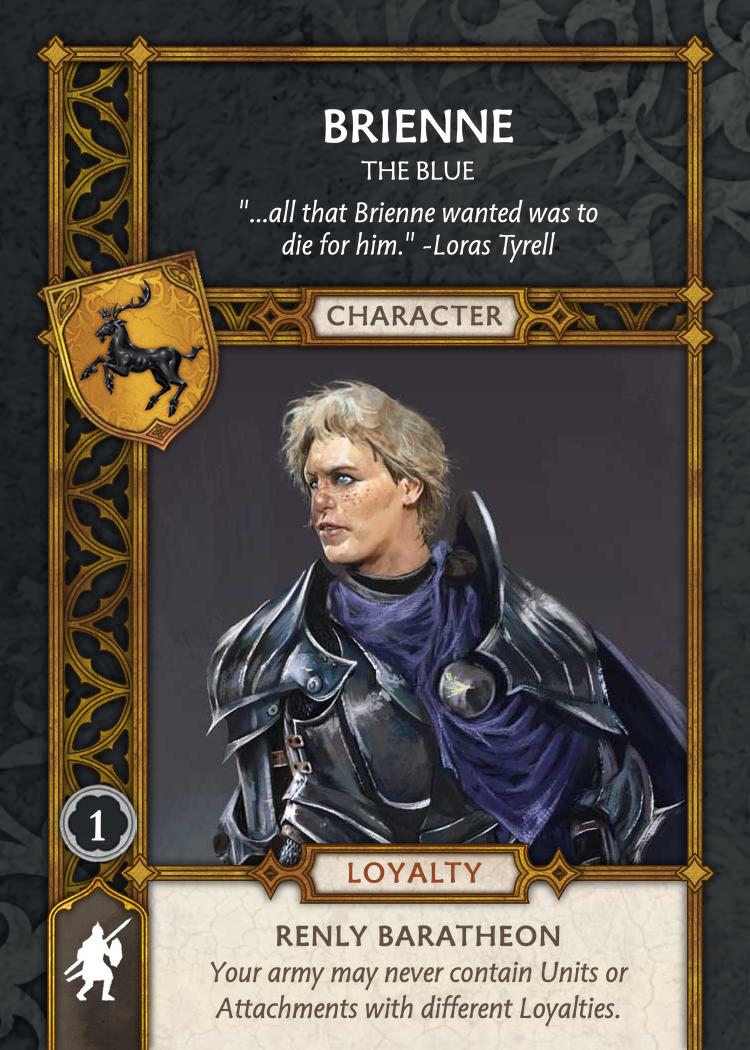 BRIENNE
THE BLUE
"...all that Brienne wanted was to
die for him." -Loras Tyrell
CHARACTER
1
LOYALTY
RENLY BARATHEON
Your army may never contain Units or
Attachments with different Loyalties.